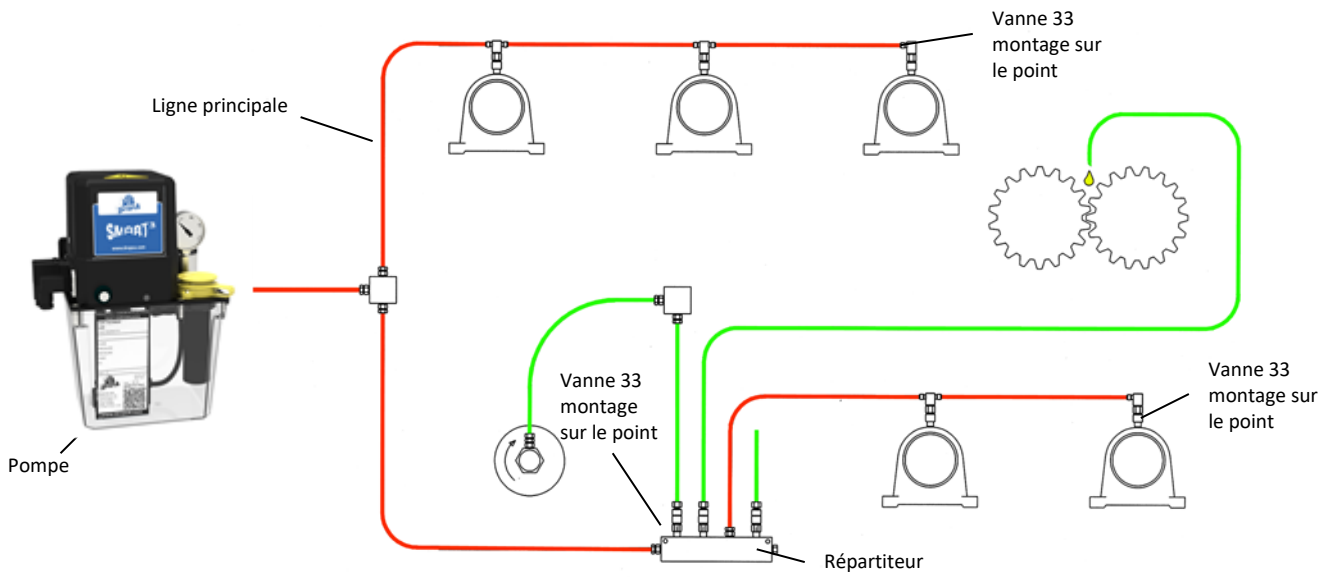 Vanne 33
montage sur
le point
Ligne principale
SMART³
Vanne 33
montage
sur le point
Vanne 33
montage sur
le point
Pompe
Répartiteur